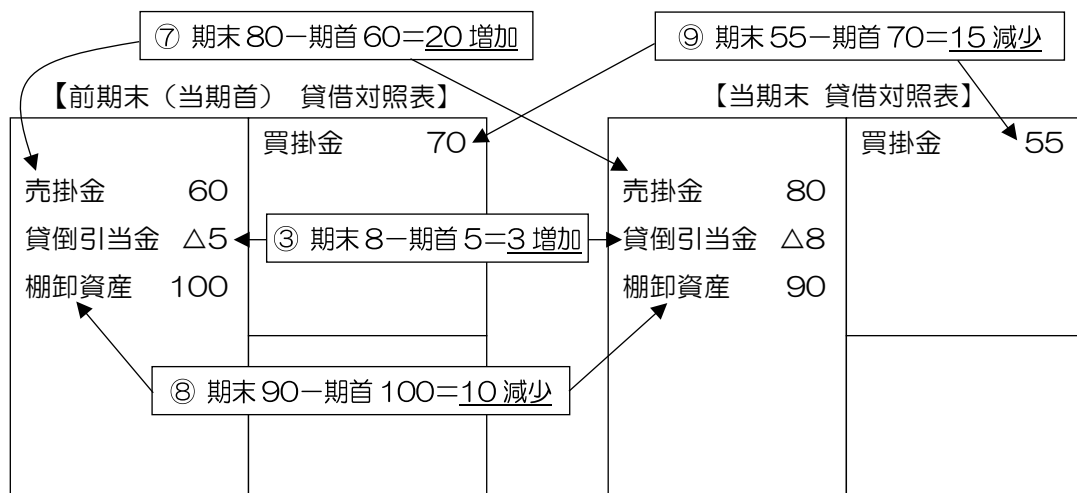 ⑦ 期末80－期首60＝20増加
⑨ 期末55－期首70＝15減少
【前期末（当期首） 貸借対照表】
【当期末 貸借対照表】
買掛金 70
売掛金 60
貸倒引当金 △5
棚卸資産 100
③ 期末8－期首5＝3増加
買掛金 55
売掛金 80
貸倒引当金 △8
棚卸資産 90
⑧ 期末90－期首100＝10減少